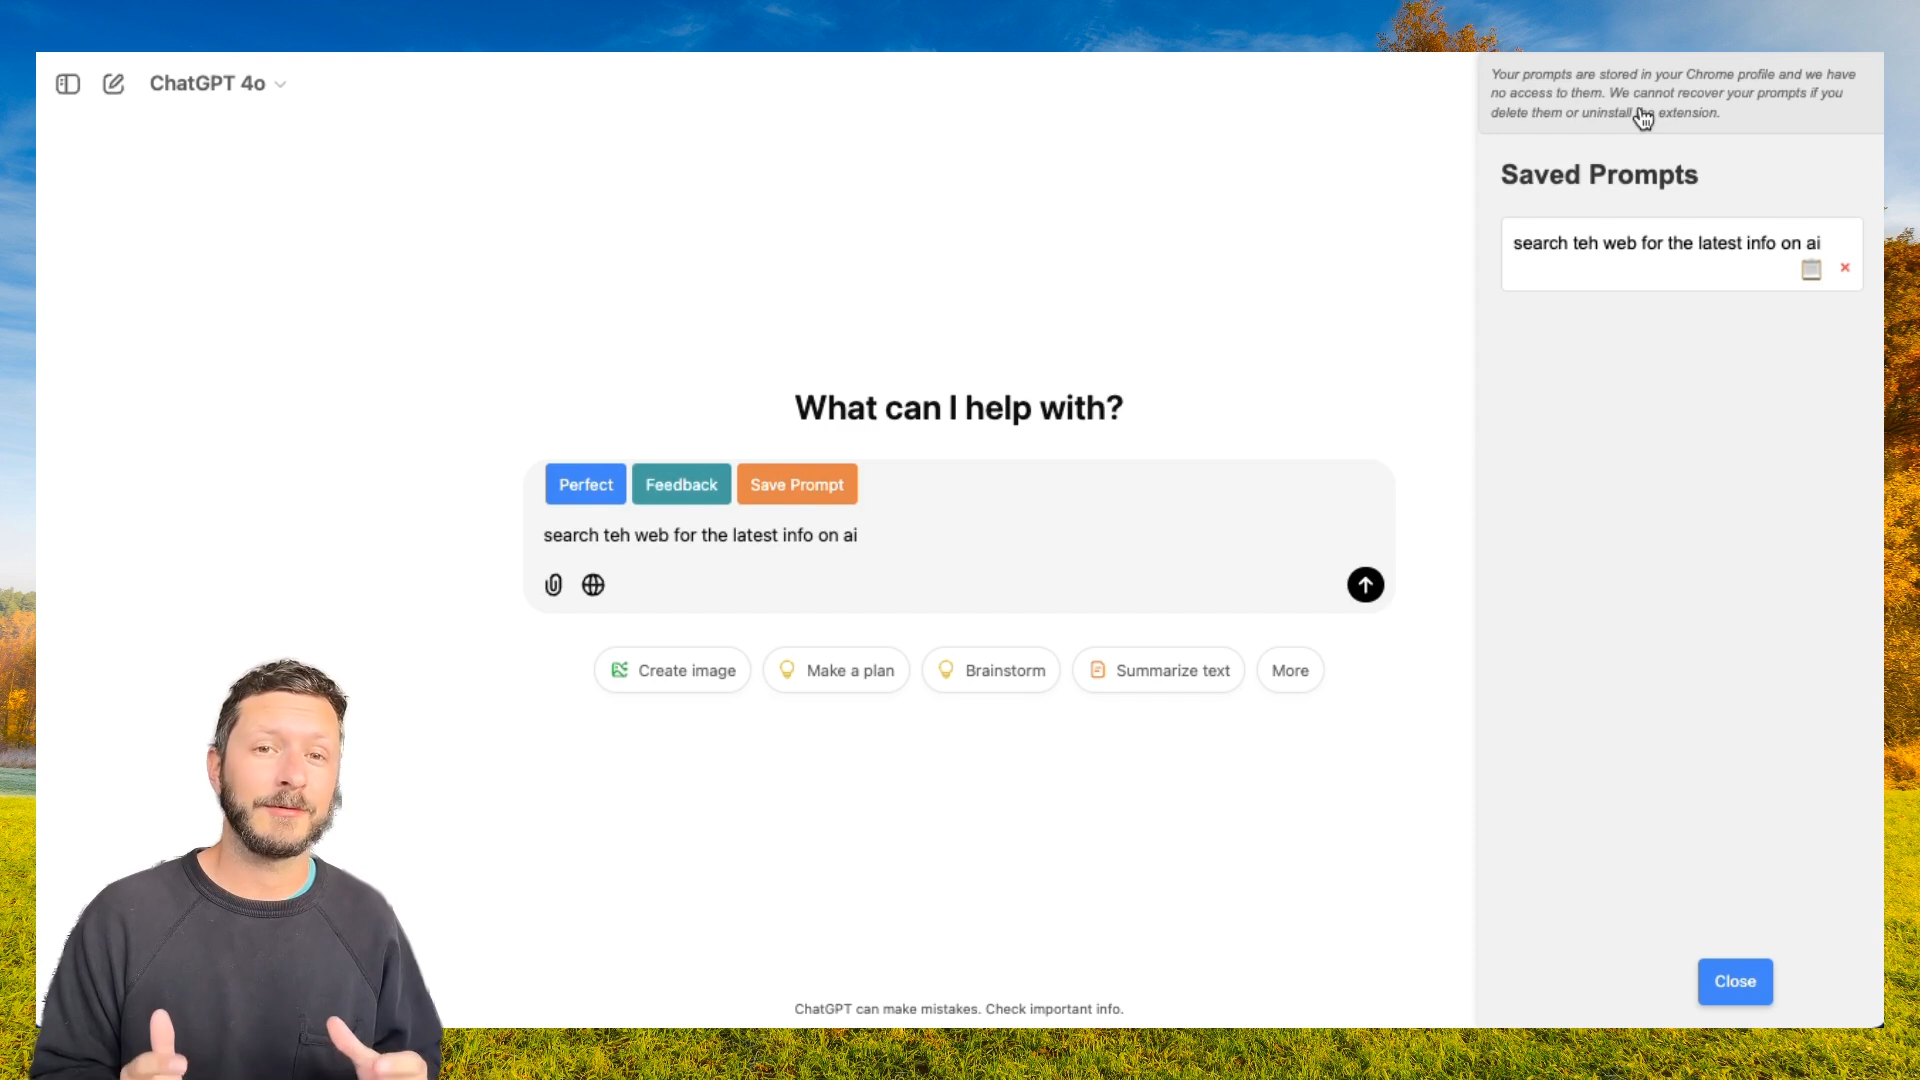 ChatGPT 4o
Your prompts are stored in your Chrome profile and we have
no access to them. We cannot recover your prompts if you
delete them or uninstall extension.
Saved Prompts
search teh web for the latest info on ai
What can I help with?
Perfect
Feedback
Save Prompt
search teh web for the latest info on ai
Create image
Make a plan
Brainstorm
Summarize text
More
Close
ChatGPT can make mistakes. Check important info.